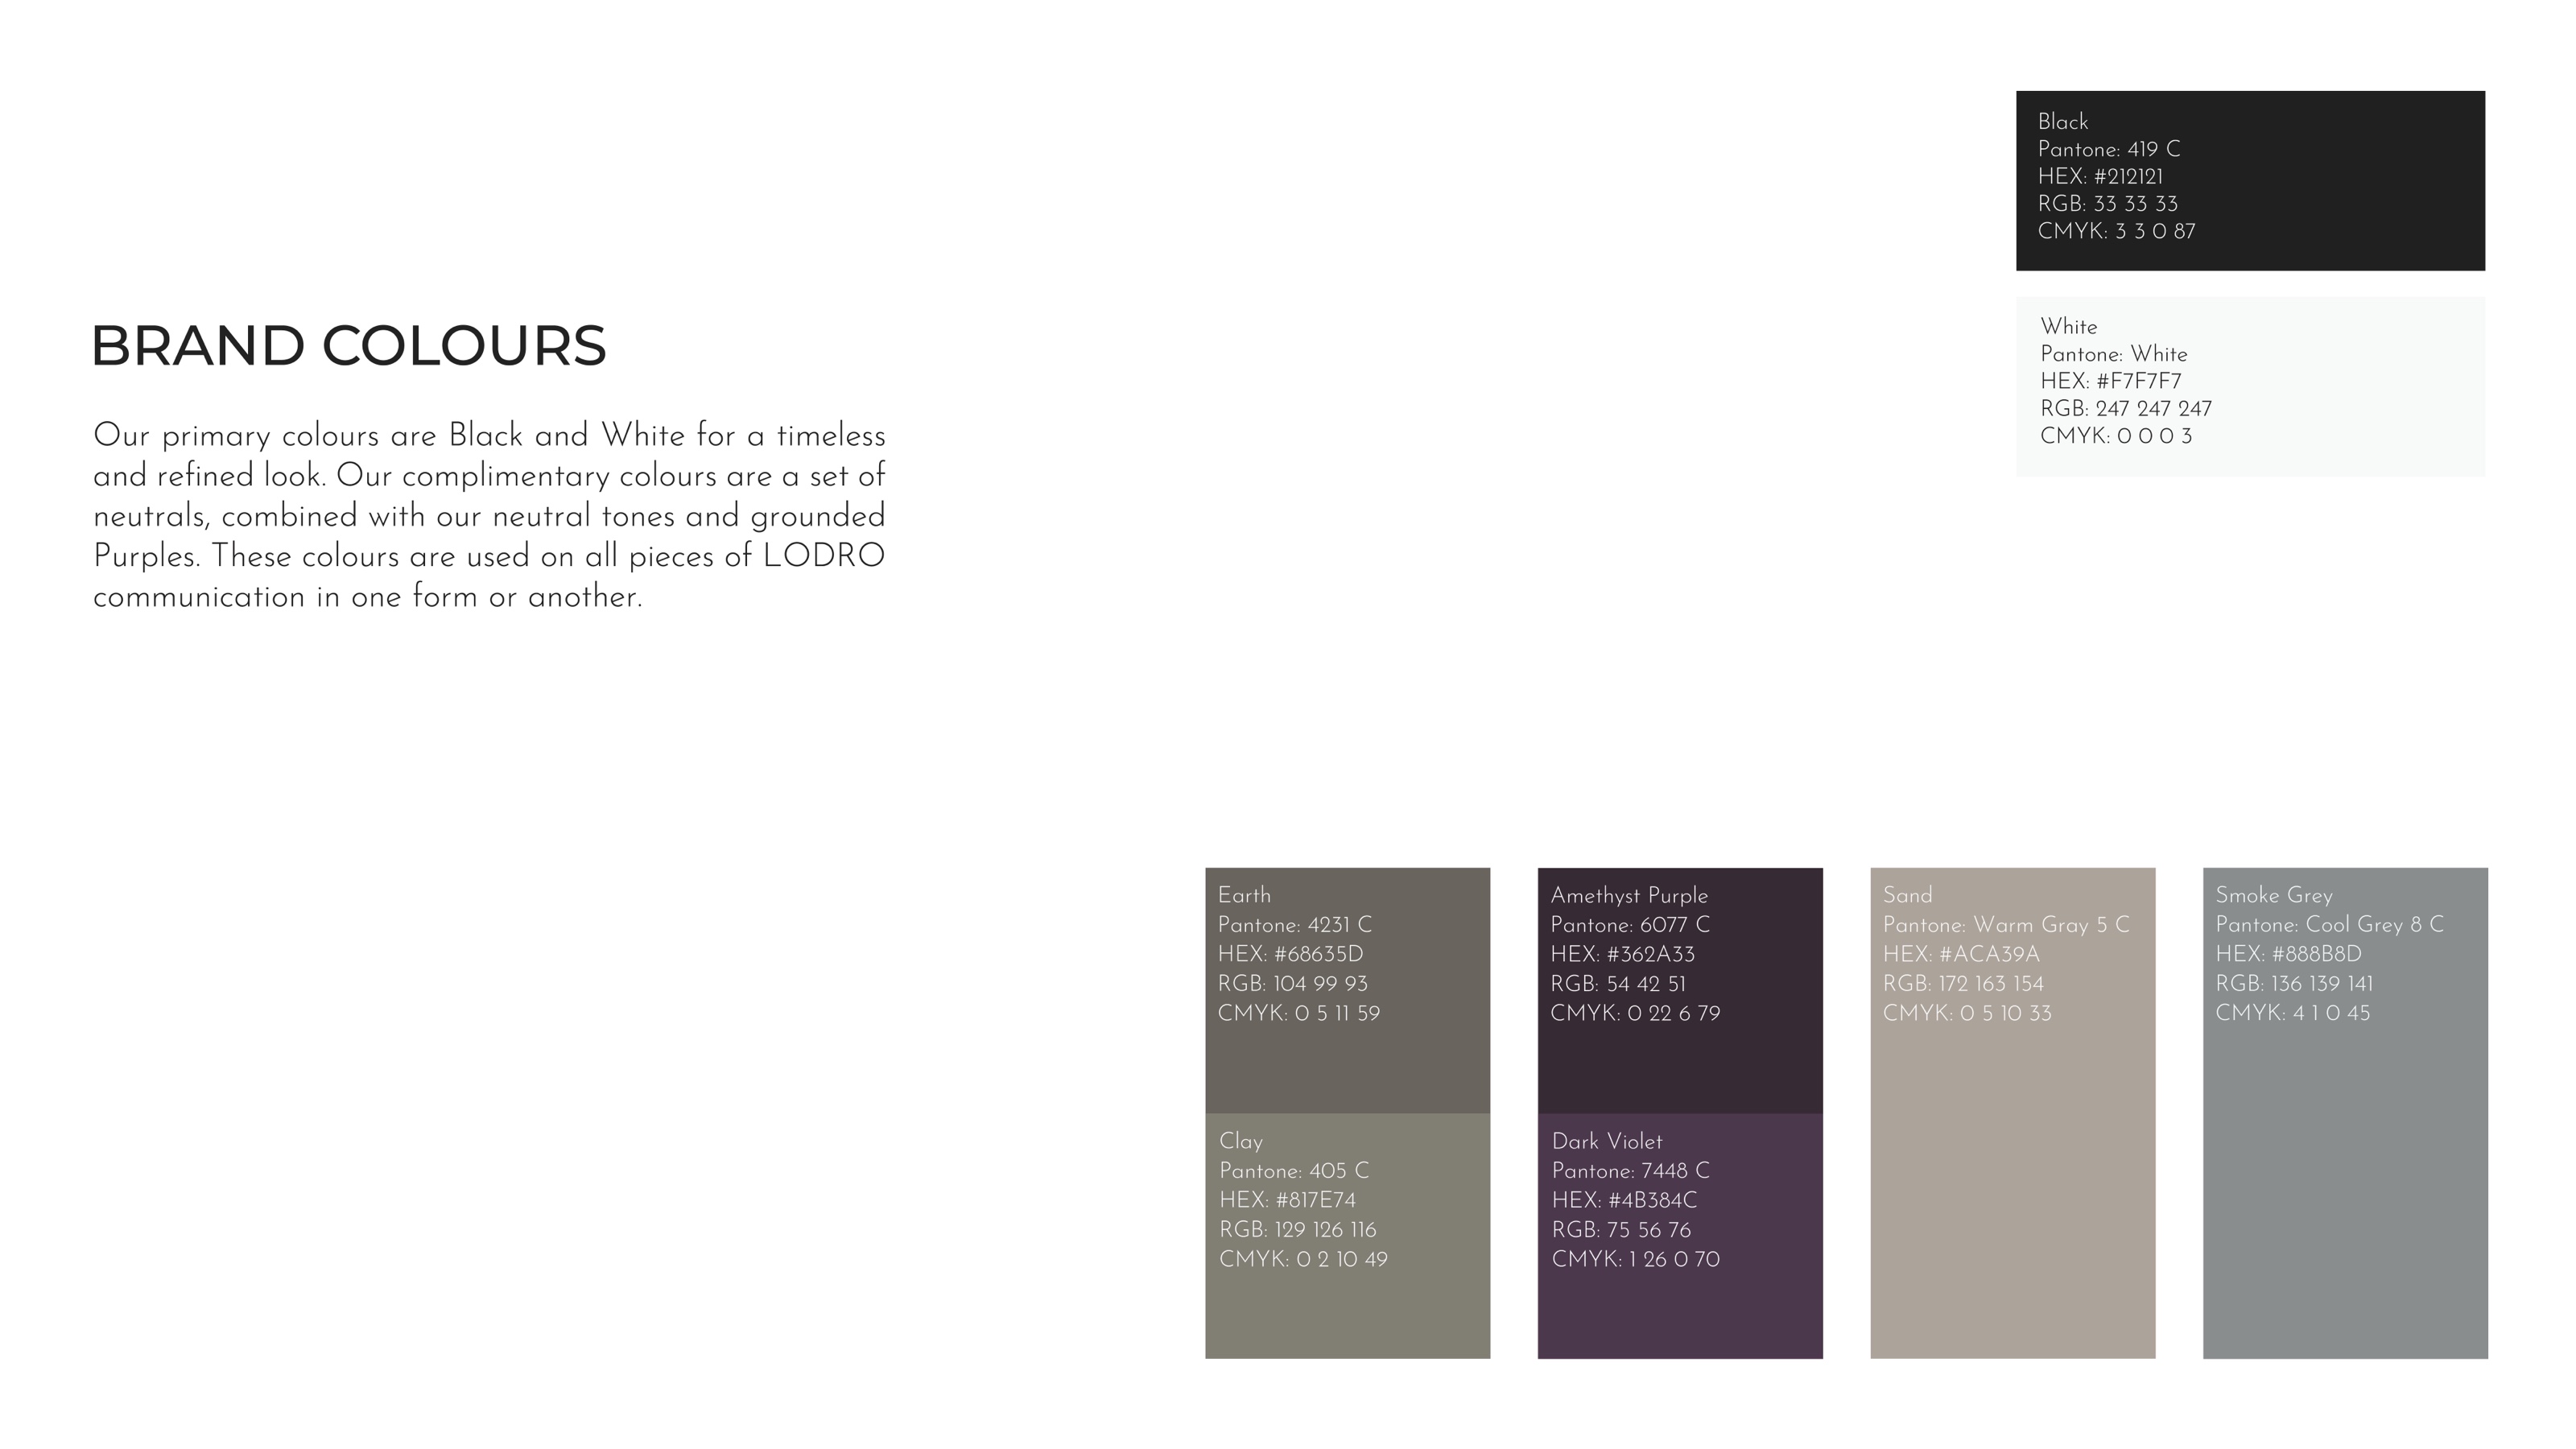 BRAND COLOURS
Our primary colours are Black and White for a timeless
and refined look. Our complimentary colours are a set of
neutrals, combined with our neutral tones and grounded
Purples. These colours are used on all pieces of LODRO
communication in one form or another.
Black
Pantone: 419 C
HEX: #212121
RGB: 33 33 33
CMYK: 3 3 0 87
White
Pantone: White
HEX: #F7F7F7
RGB: 247 247 247
CMYK: 0 0 0 3
Earth
Pantone: 4231 C
HEX: #68635D
RGB: 104 99 93
CMYK: 0 5 11 59
Clay
Pantone: 405 C
HEX: #817E74
RGB: 129 126 116
CMYK: 0 2 10 49
Amethyst Purple
Pantone: 6077 C
HEX: #362A33
RGB: 54 42 51
CMYK: 0 22 6 79
Dark Violet
Pantone: 7448 C
HEX: #4B384C
RGB: 75 56 76
CMYK: 1 26 0 70
Sand
Pantone: Warm Gray 5 C
HEX: #ACA39A
RGB: 172 163 154
CMYK: 0 5 10 33
Smoke Grey
Pantone: Cool Grey 8 C
HEX: #888B8D
RGB: 136 139 141
CMYK: 4 1 0 45